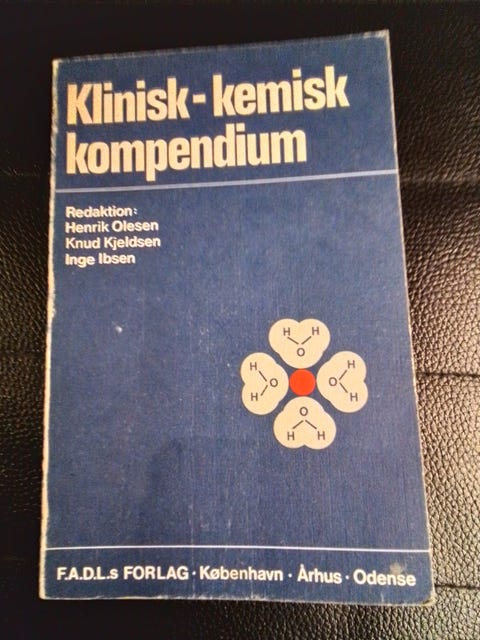 Klinisk-kemisk
kompendium
Redaktion:
Henrik Olesen
Knud Kjeldsen
Inge Ibsen
H H
O
H
O
H
H
O
H
O
H H
F.A.D.L.s FORLAG · København · Århus · Odense